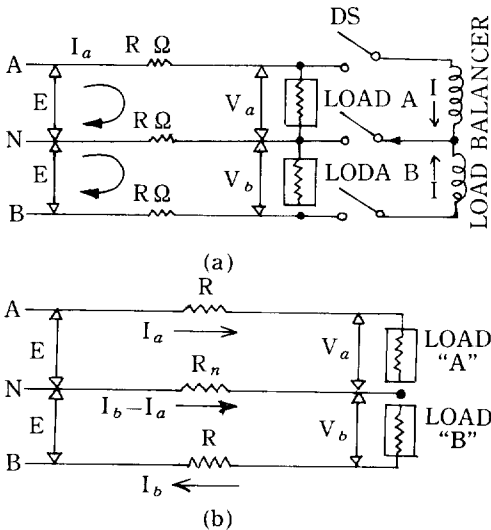 DS
I_a R Ω
A
E V_a LOAD A I
N R Ω
E V_b LODA B I
B R Ω
LOAD BALANCER
(a)
A R
I_a
E V_a LOAD "A"
N R_n
I_b–I_a
E V_b LOAD "B"
B R
I_b
(b)